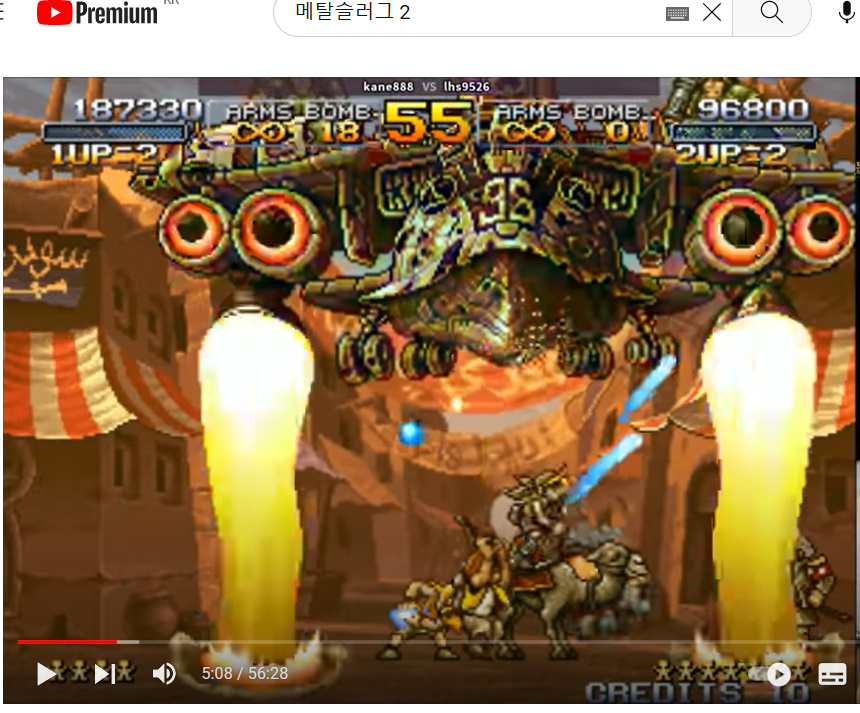 Premium KR
메탈슬러그 2
kane888 VS lhs9526
187330 ARMS BOMB 55 ARMS BOMB 96800
∞ 18 ∞ 0
1UP=2 2UP=2
5:08 / 56:28
CREDITS 10